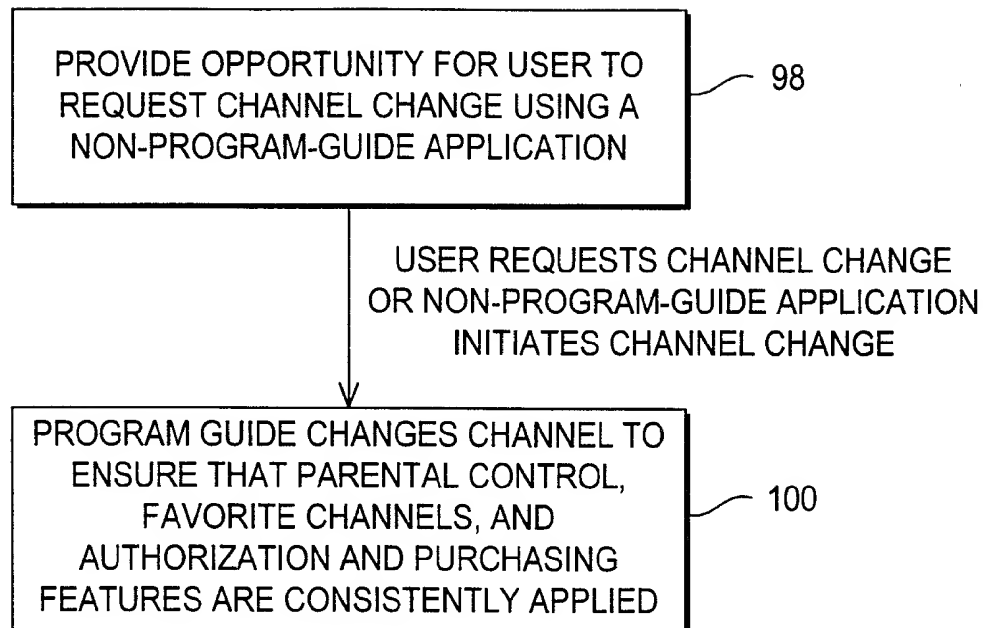 PROVIDE OPPORTUNITY FOR USER TO
REQUEST CHANNEL CHANGE USING A
NON-PROGRAM-GUIDE APPLICATION
98
USER REQUESTS CHANNEL CHANGE
OR NON-PROGRAM-GUIDE APPLICATION
INITIATES CHANNEL CHANGE
PROGRAM GUIDE CHANGES CHANNEL TO
ENSURE THAT PARENTAL CONTROL,
FAVORITE CHANNELS, AND
AUTHORIZATION AND PURCHASING
FEATURES ARE CONSISTENTLY APPLIED
100